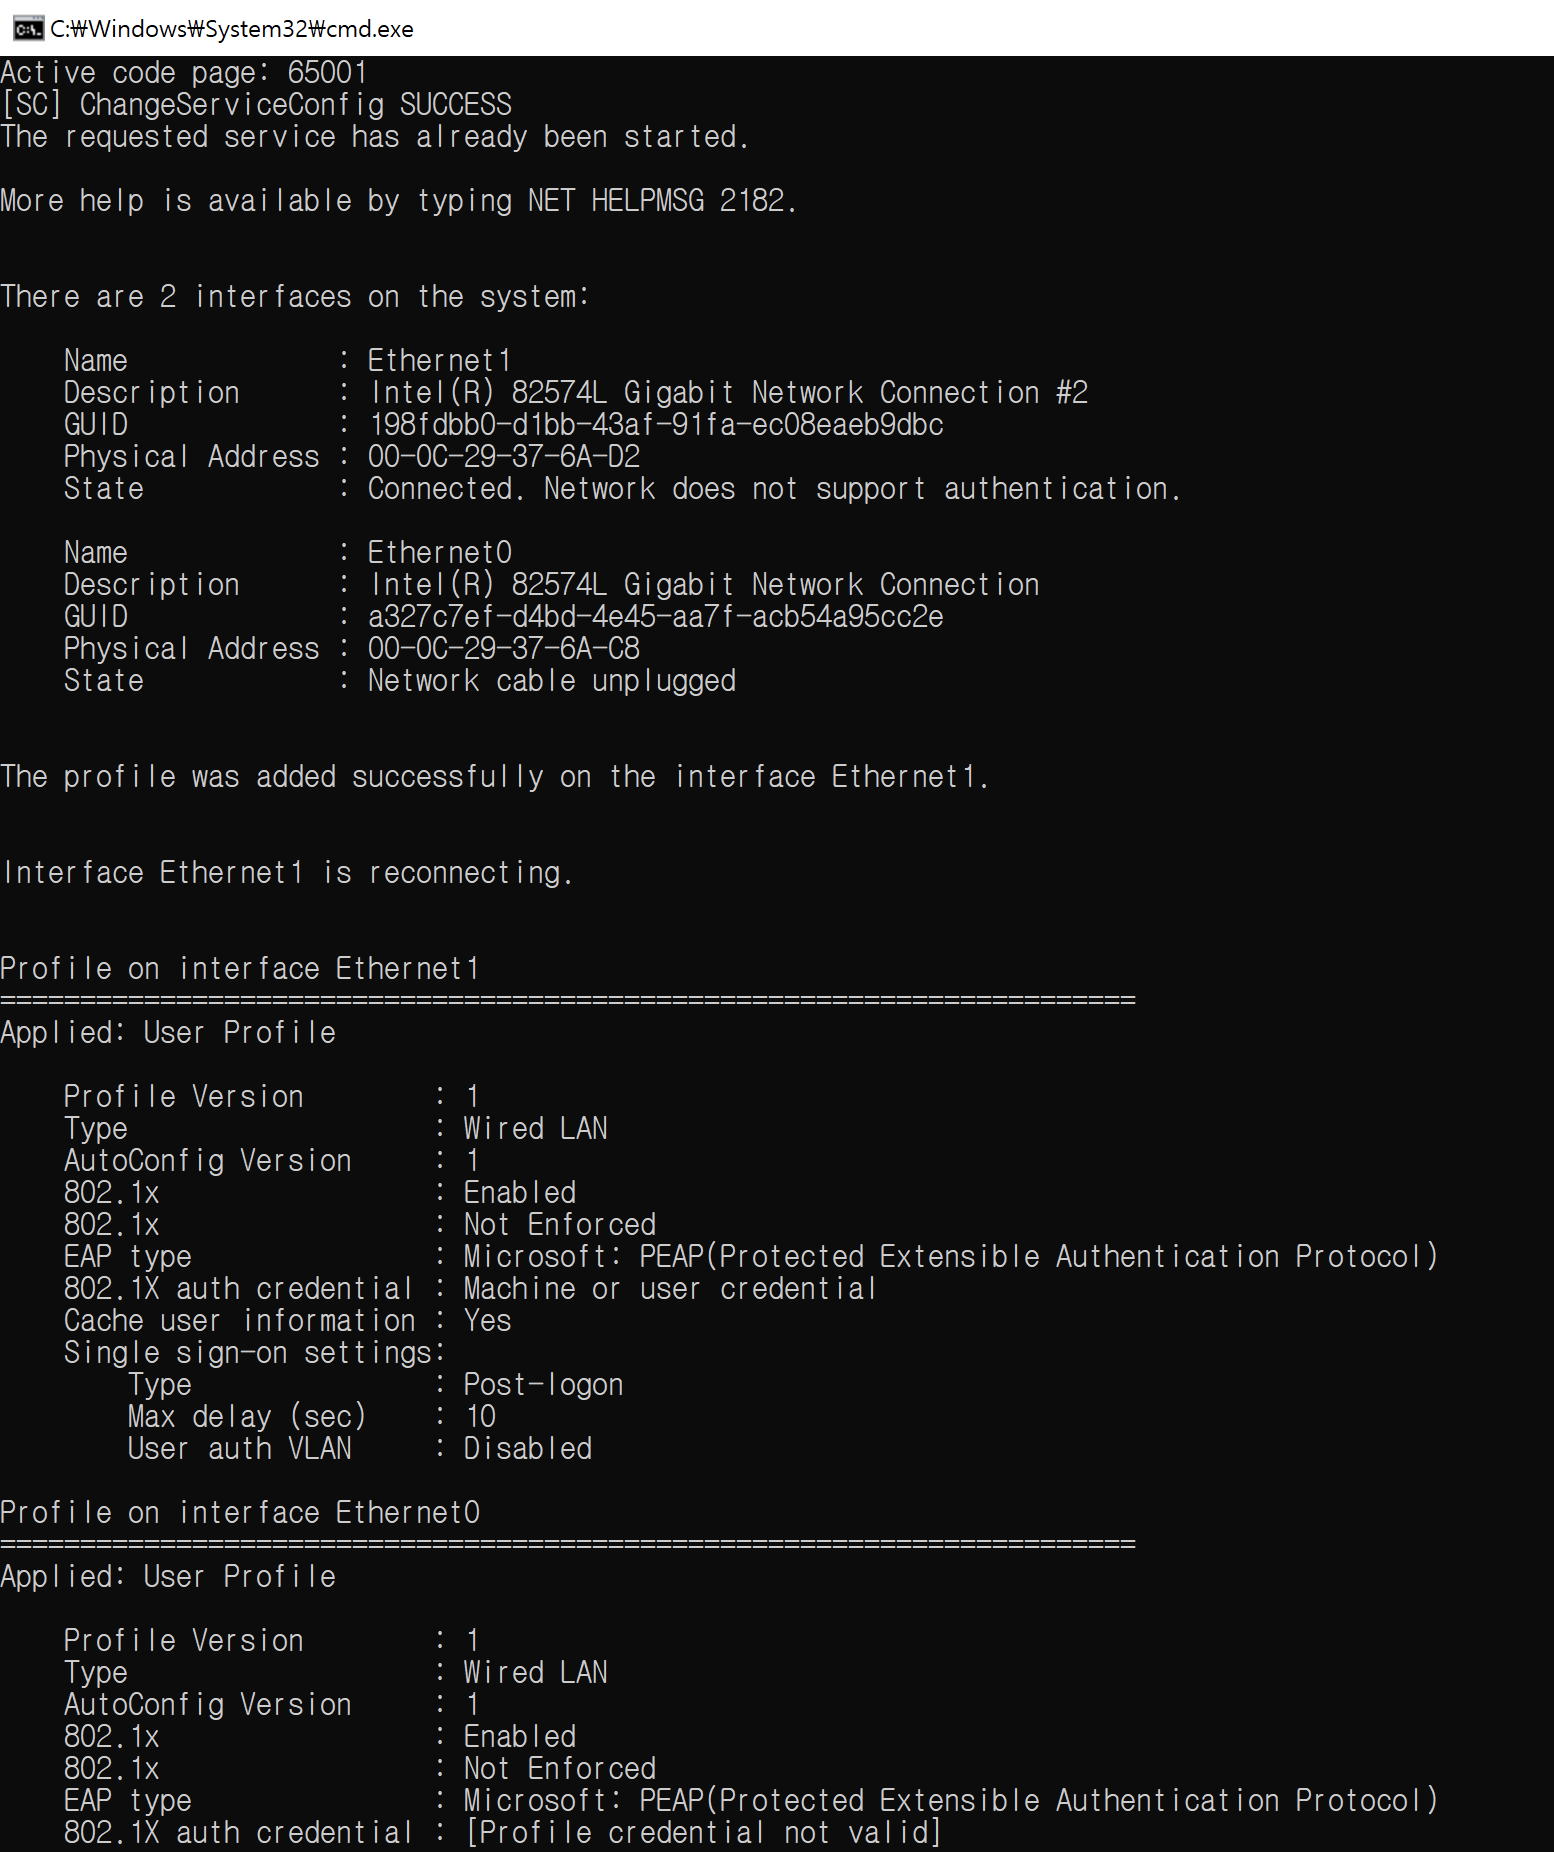 C:₩Windows₩System32₩cmd.exe
Active code page: 65001
[SC] ChangeServiceConfig SUCCESS
The requested service has already been started.
More help is available by typing NET HELPMSG 2182.
There are 2 interfaces on the system:
Name : Ethernet1
Description : Intel(R) 82574L Gigabit Network Connection #2
GUID : 198fdbb0-d1bb-43af-91fa-ec08eaeb9dbc
Physical Address : 00-0C-29-37-6A-D2
State : Connected. Network does not support authentication.
Name : Ethernet0
Description : Intel(R) 82574L Gigabit Network Connection
GUID : a327c7ef-d4bd-4e45-aa7f-acb54a95cc2e
Physical Address : 00-0C-29-37-6A-C8
State : Network cable unplugged
The profile was added successfully on the interface Ethernet1.
Interface Ethernet1 is reconnecting.
Profile on interface Ethernet1
=======================================================================
Applied: User Profile
Profile Version : 1
Type : Wired LAN
AutoConfig Version : 1
802.1x : Enabled
802.1x : Not Enforced
EAP type : Microsoft: PEAP(Protected Extensible Authentication Protocol)
802.1X auth credential : Machine or user credential
Cache user information : Yes
Single sign-on settings:
Type : Post-logon
Max delay (sec) : 10
User auth VLAN : Disabled
Profile on interface Ethernet0
=======================================================================
Applied: User Profile
Profile Version : 1
Type : Wired LAN
AutoConfig Version : 1
802.1x : Enabled
802.1x : Not Enforced
EAP type : Microsoft: PEAP(Protected Extensible Authentication Protocol)
802.1X auth credential : [Profile credential not valid]